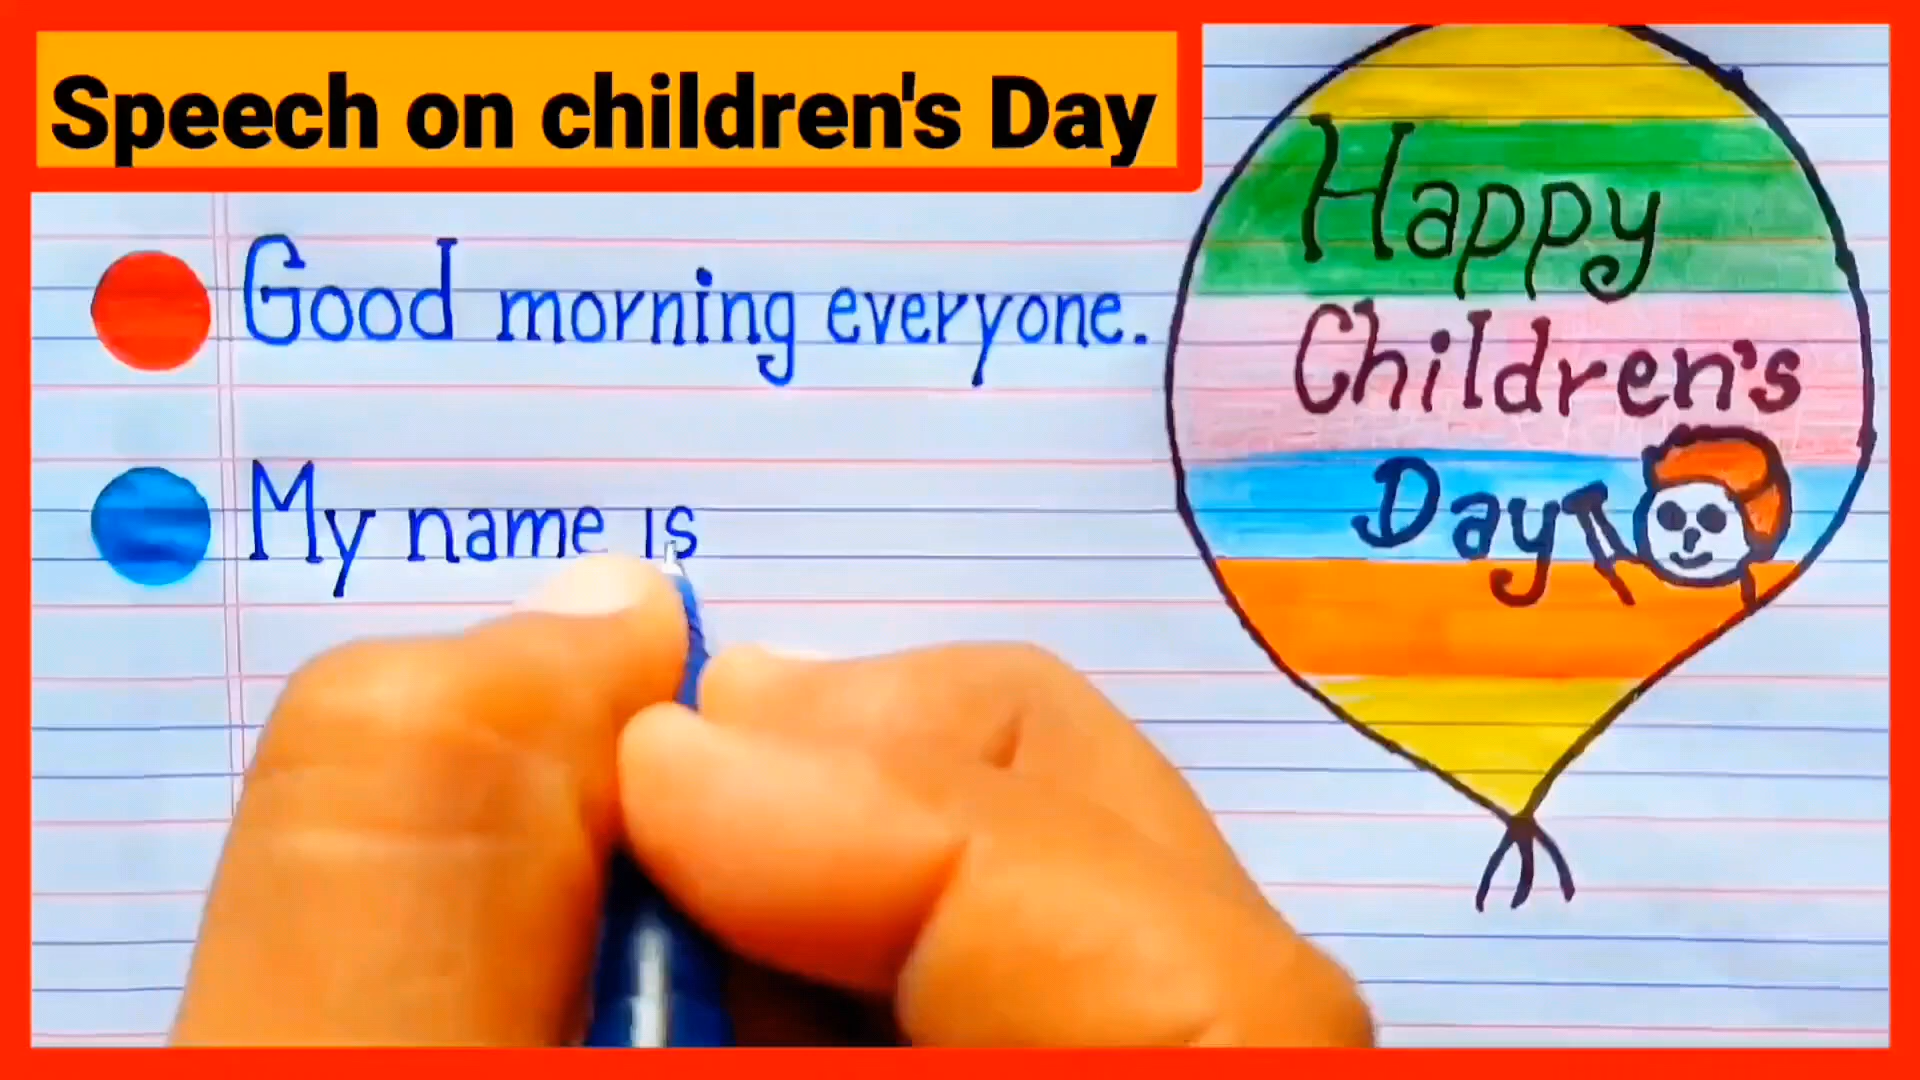 Speech on children's Day
Good morning everyone.
My name is
Happy
Children's
Day